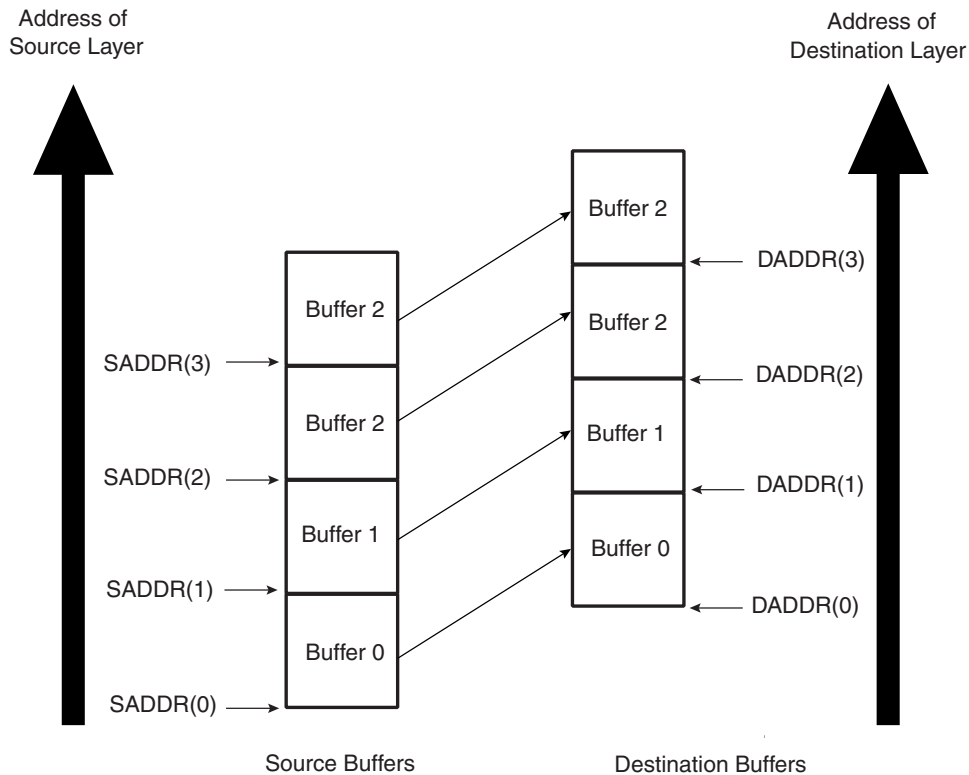 Address of
Source Layer
Address of
Destination Layer
Buffer 2
DADDR(3)
Buffer 2
Buffer 2
SADDR(3)
DADDR(2)
Buffer 2
Buffer 1
SADDR(2)
DADDR(1)
Buffer 1
Buffer 0
SADDR(1)
DADDR(0)
Buffer 0
SADDR(0)
Source Buffers
Destination Buffers